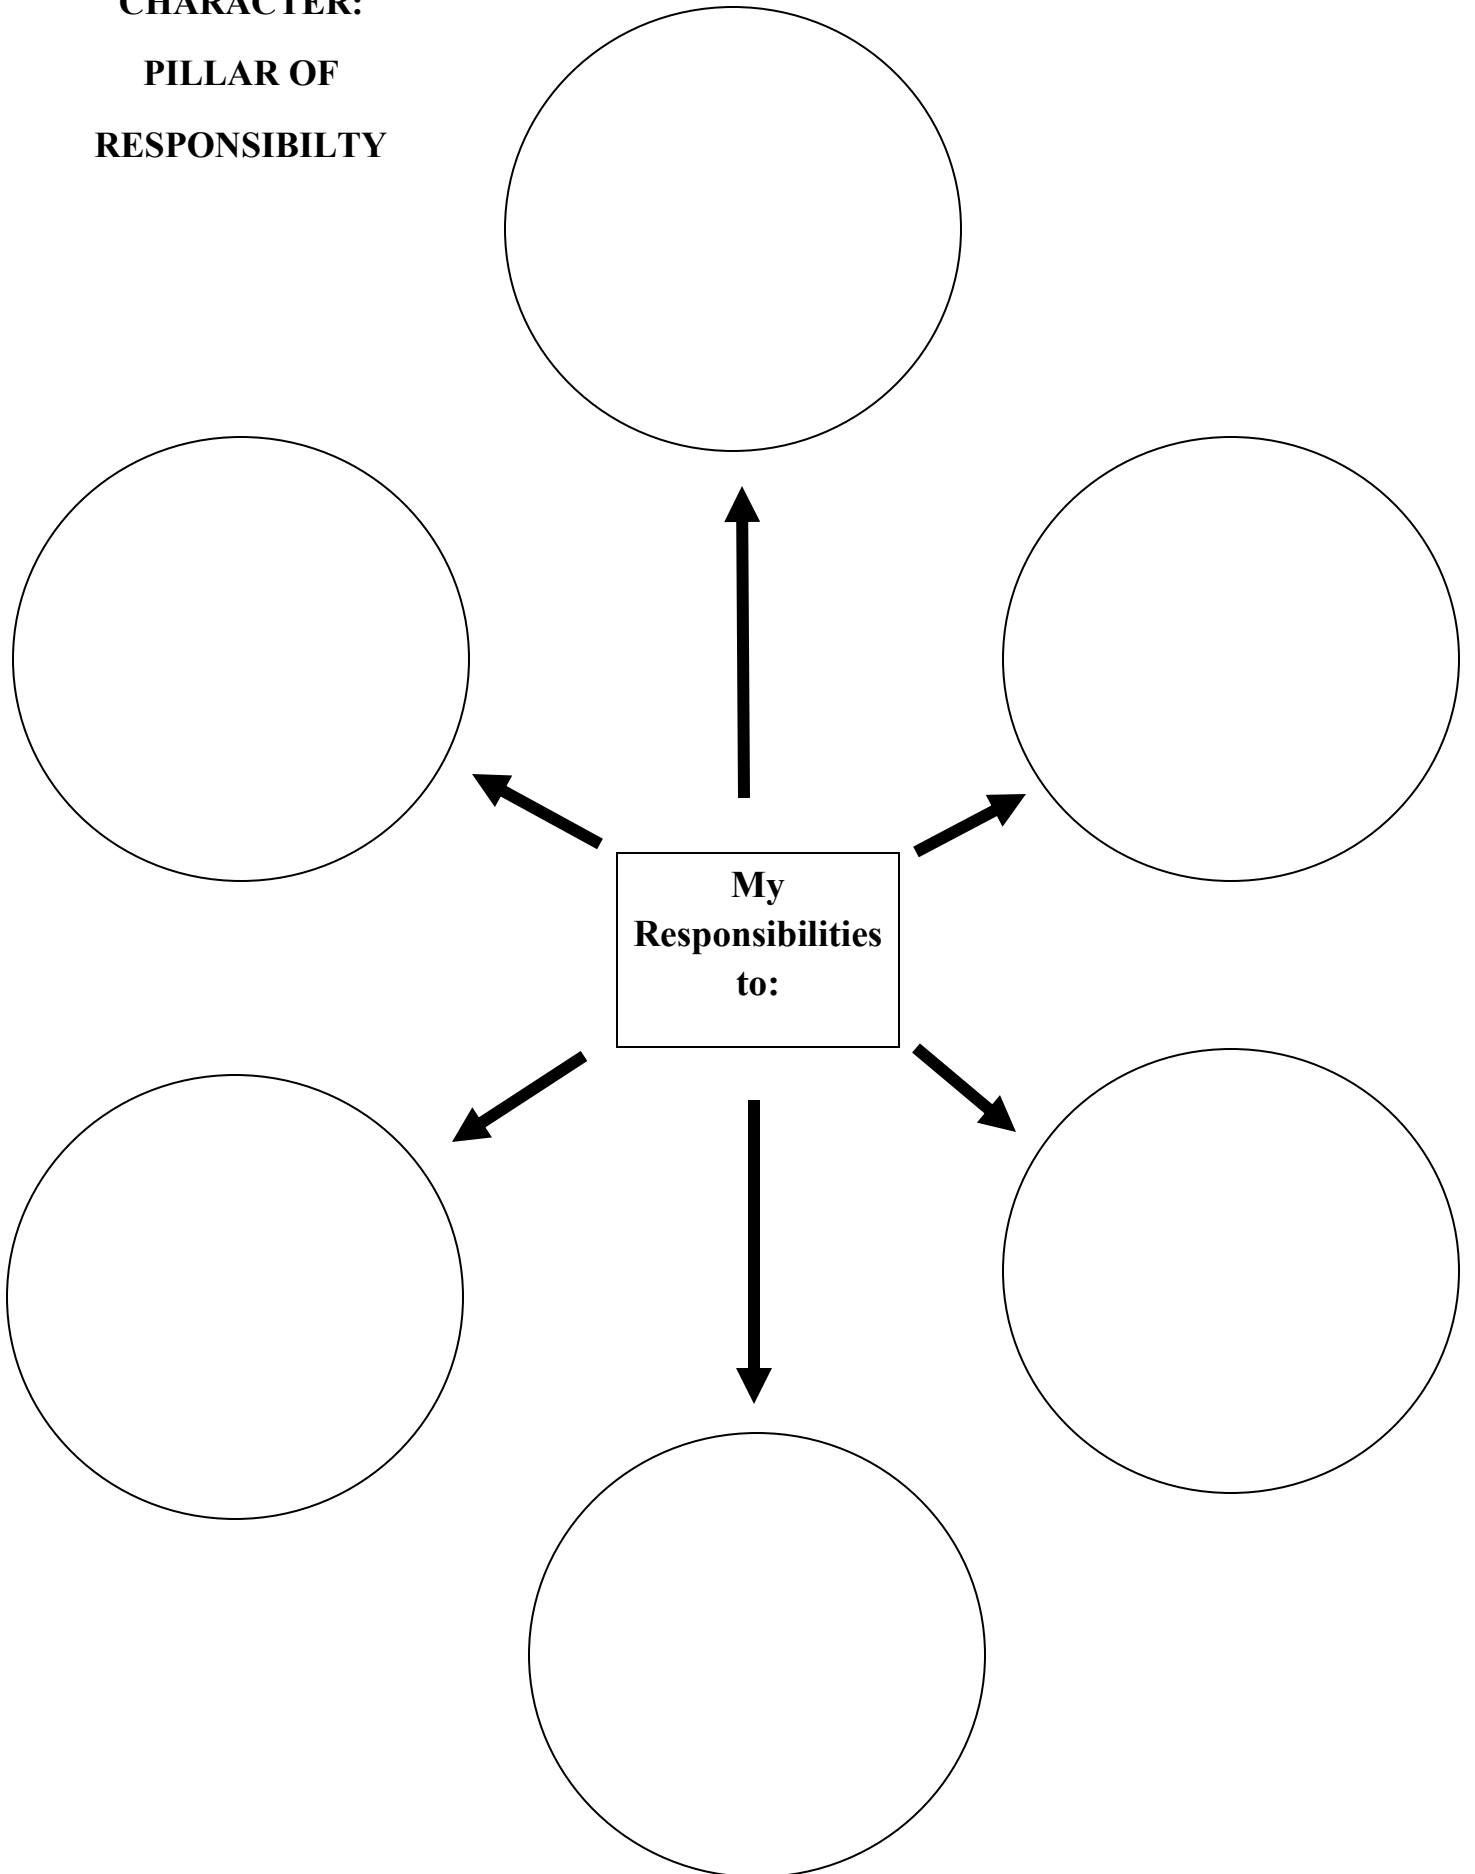 CHARACTER:
PILLAR OF
RESPONSIBILTY
My
Responsibilities
to: